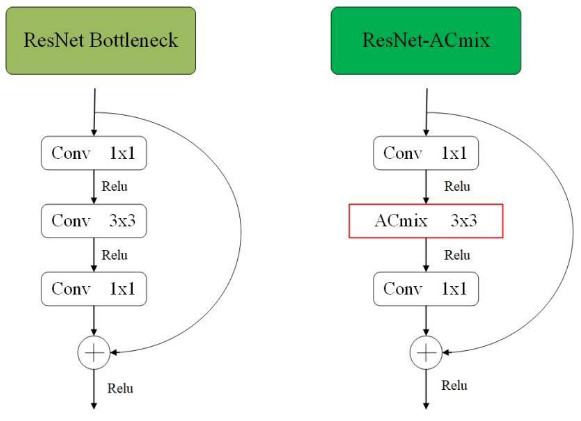 ResNet Bottleneck
Conv 1x1
Relu
Conv 3x3
Relu
Conv 1x1
Relu
ResNet-ACmix
Conv 1x1
Relu
ACmix 3x3
Relu
Conv 1x1
Relu